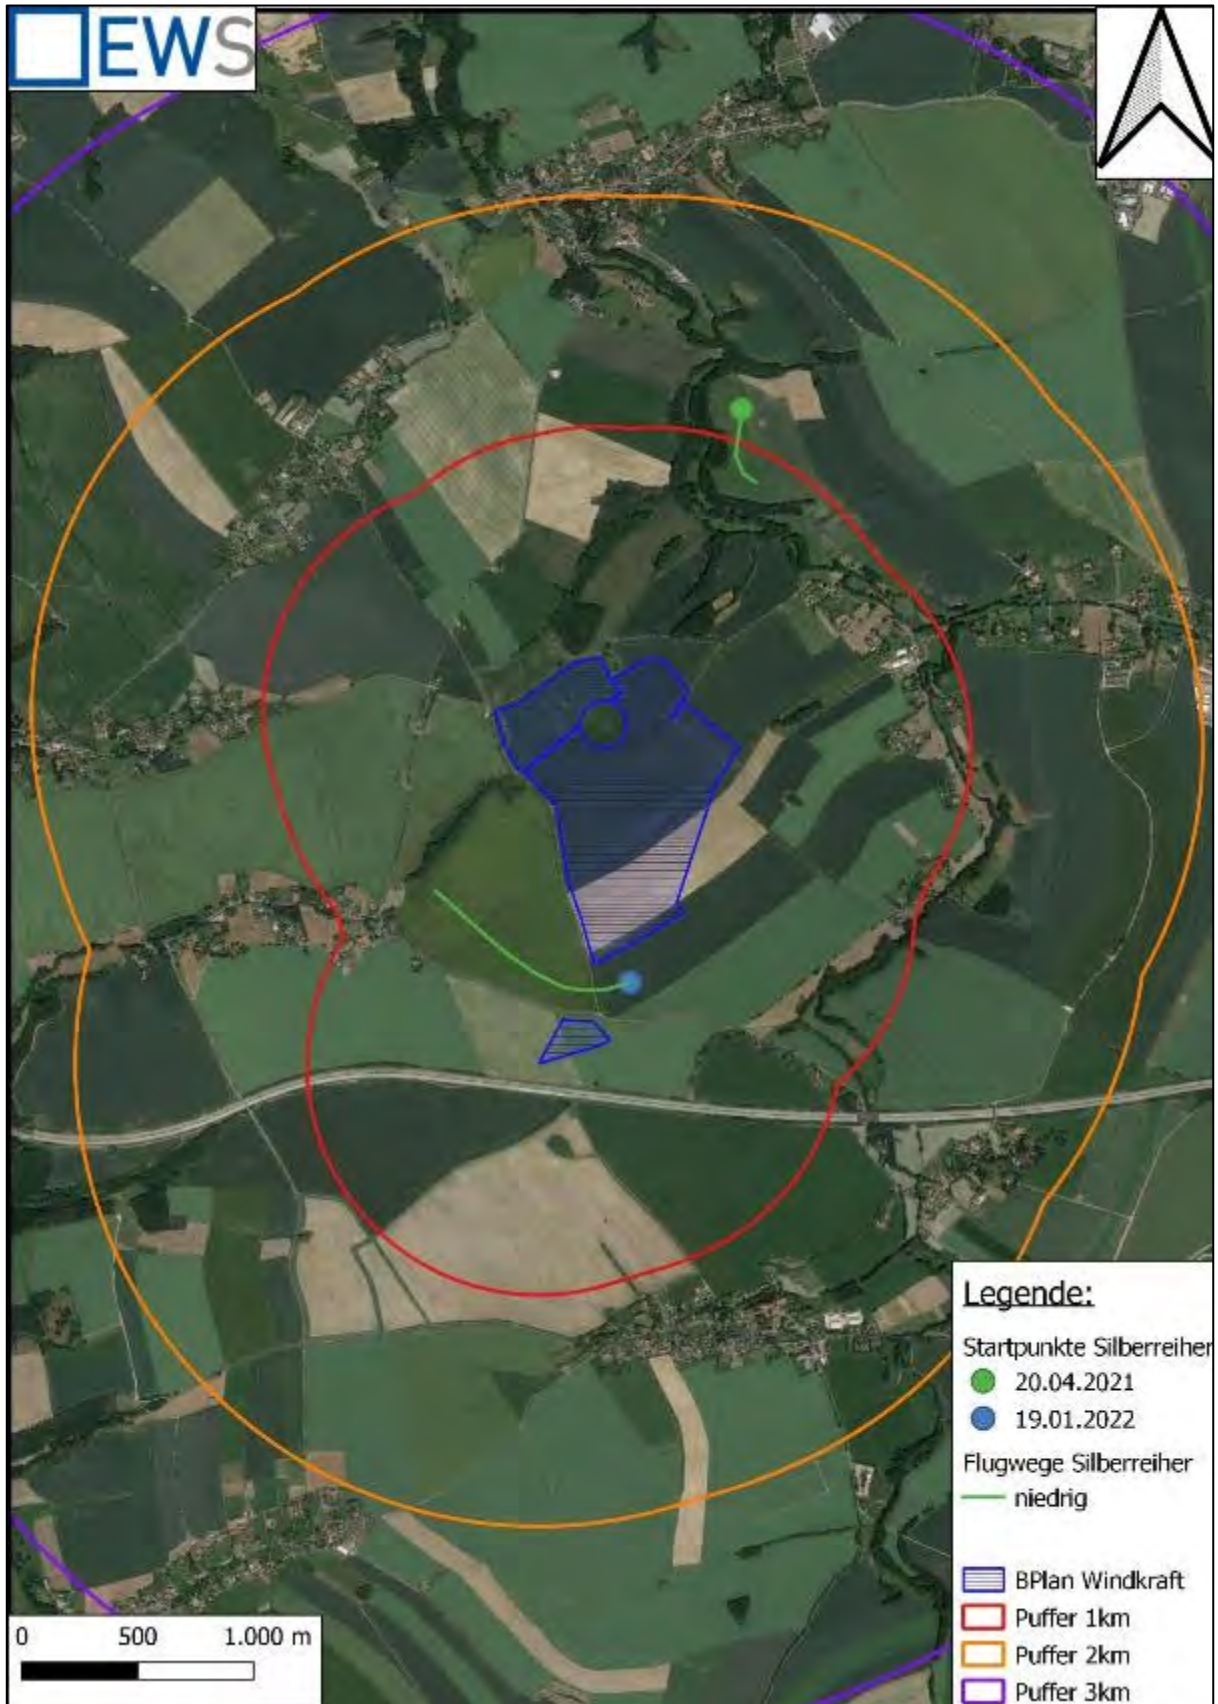 EWS
Legende:
Startpunkte Silberreiher
20.04.2021
19.01.2022
Flugwege Silberreiher
niedrig
BPlan Windkraft
Puffer 1km
Puffer 2km
Puffer 3km
0 500 1.000 m